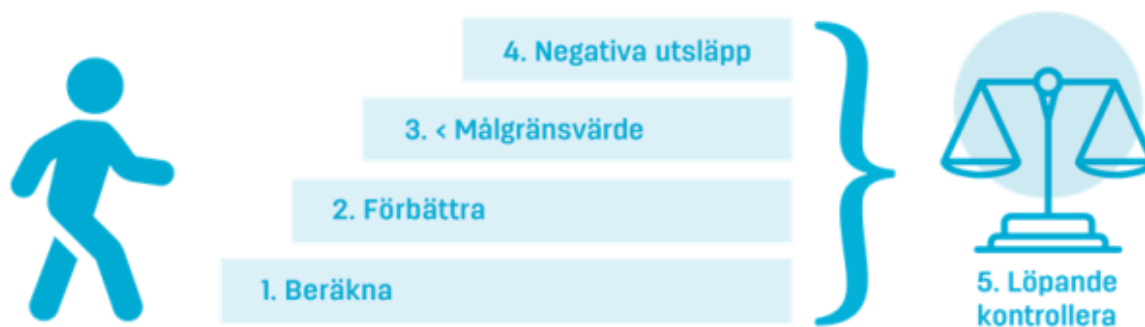 4. Negativa utsläpp
3. < Målgränsvärde
2. Förbättra
1. Beräkna
5. Löpande
kontrollera